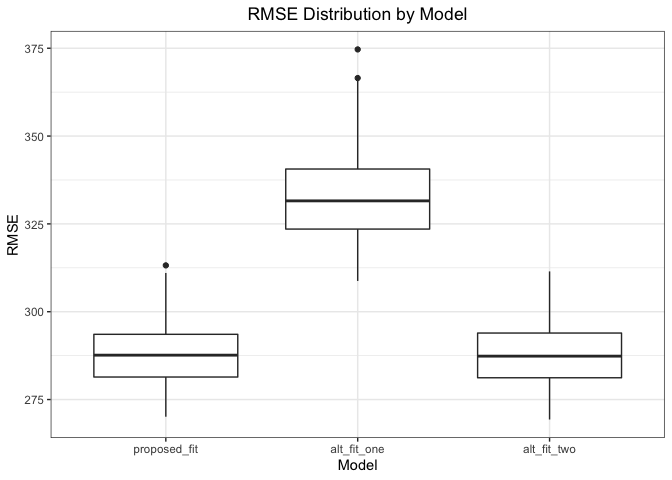 RMSE Distribution by Model
375
350
325
300
275
RMSE
proposed_fit alt_fit_one alt_fit_two
Model